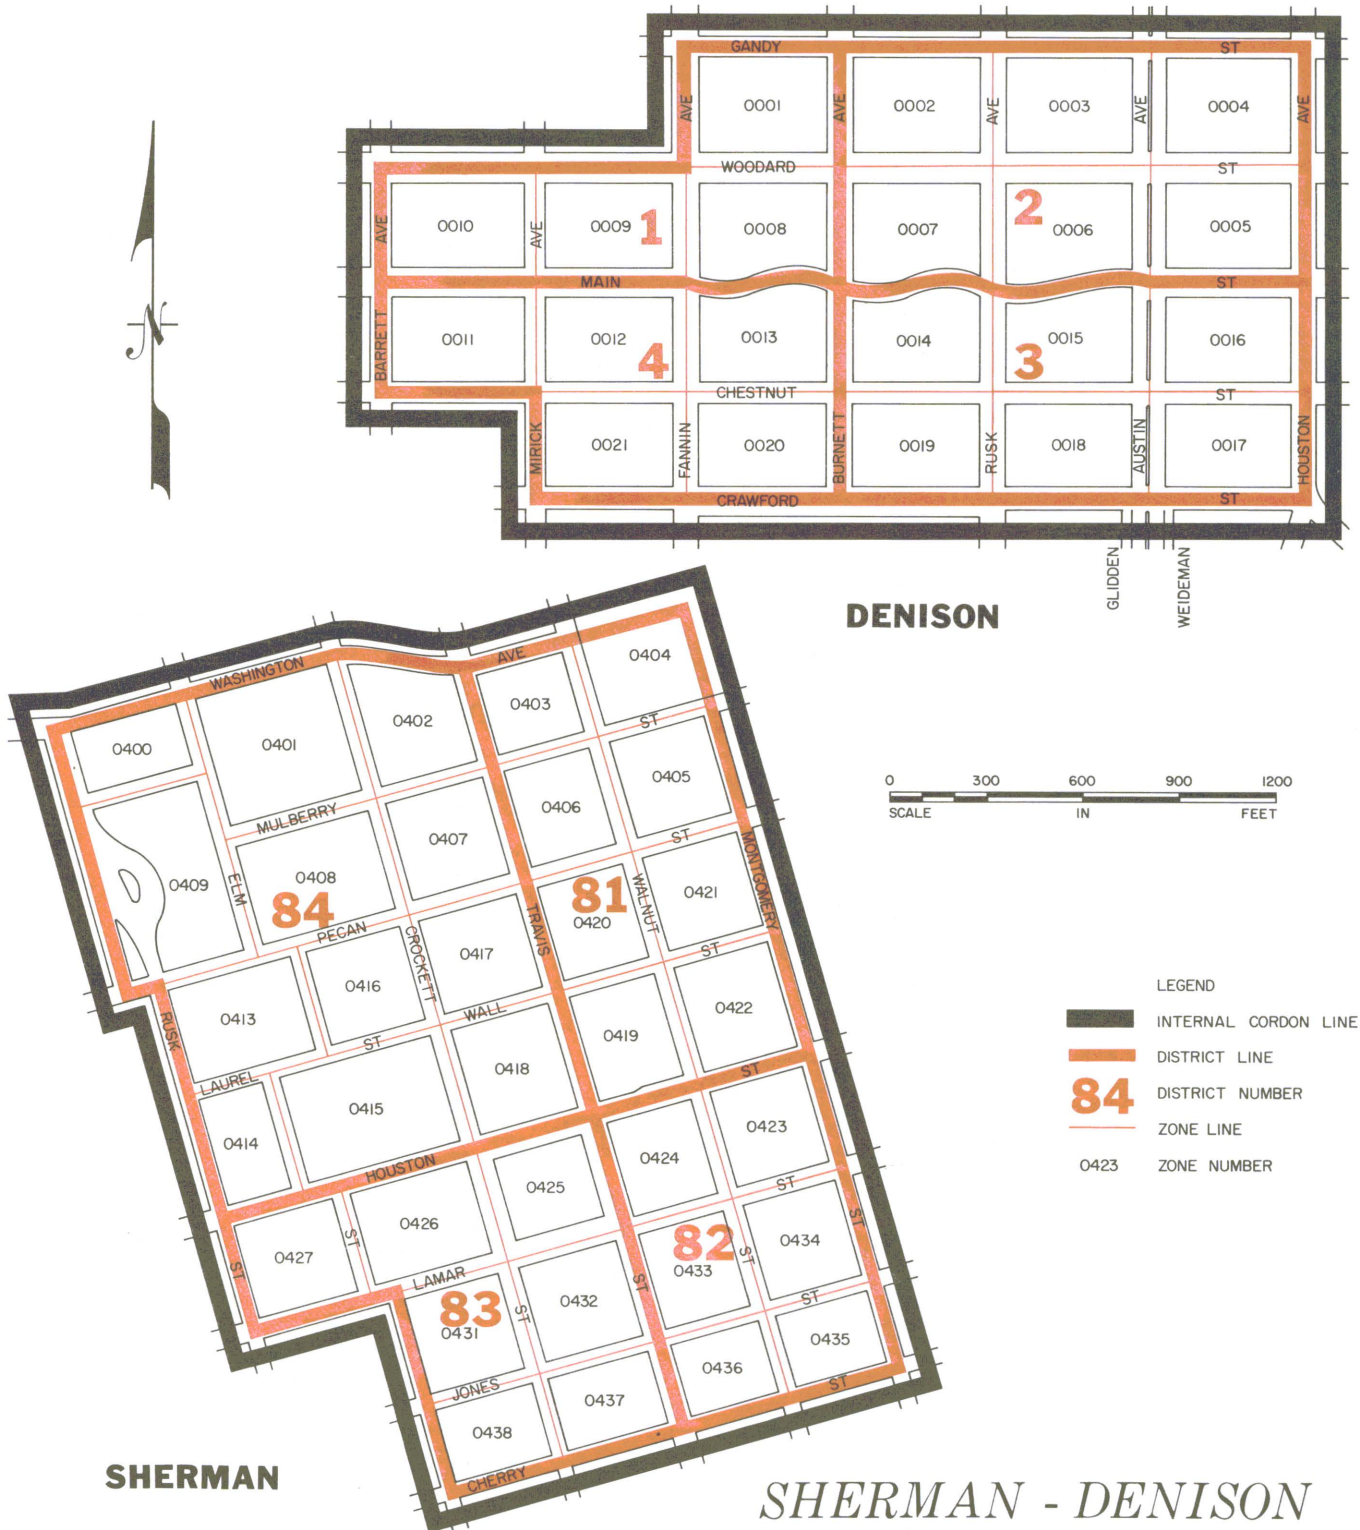 GANDY ST
0001 0002 0003 0004
AVE AVE AVE AVE AVE
WOODARD ST
0010 0009 1 0008 0007 2 0006 0005
AVE AVE
MAIN ST
BARRETT
0011 0012 4 0013 0014 3 0015 0016
CHESTNUT ST
MIRICK FANNIN BURNETT RUSK AUSTIN HOUSTON
0021 0020 0019 0018 0017
CRAWFORD ST
GLIDDEN WEIDEMAN
N
DENISON
WASHINGTON AVE
0400 0401 0402 0403 0404
ST
0405
0406
MULBERRY
0407
ST
0409 ELM 0408
84
81
0420 WALNUT 0421 MONTGOMERY
PECAN
CROCKETT
TRAVIS
ST
0416 0417
0413
RUSK
WALL
ST
0422
0419
0418
LAUREL
0415
0414
ST
HOUSTON
0423
0424
0425
0426
0427
ST
ST
ST
ST
LAMAR
82
0433
ST
0434
ST
83
0431
ST
0432
ST
0435
0436
JONES
0437
0438
ST
CHERRY
0 300 600 900 1200
SCALE IN FEET
LEGEND
INTERNAL CORDON LINE
DISTRICT LINE
84 DISTRICT NUMBER
ZONE LINE
0423 ZONE NUMBER
SHERMAN
SHERMAN - DENISON